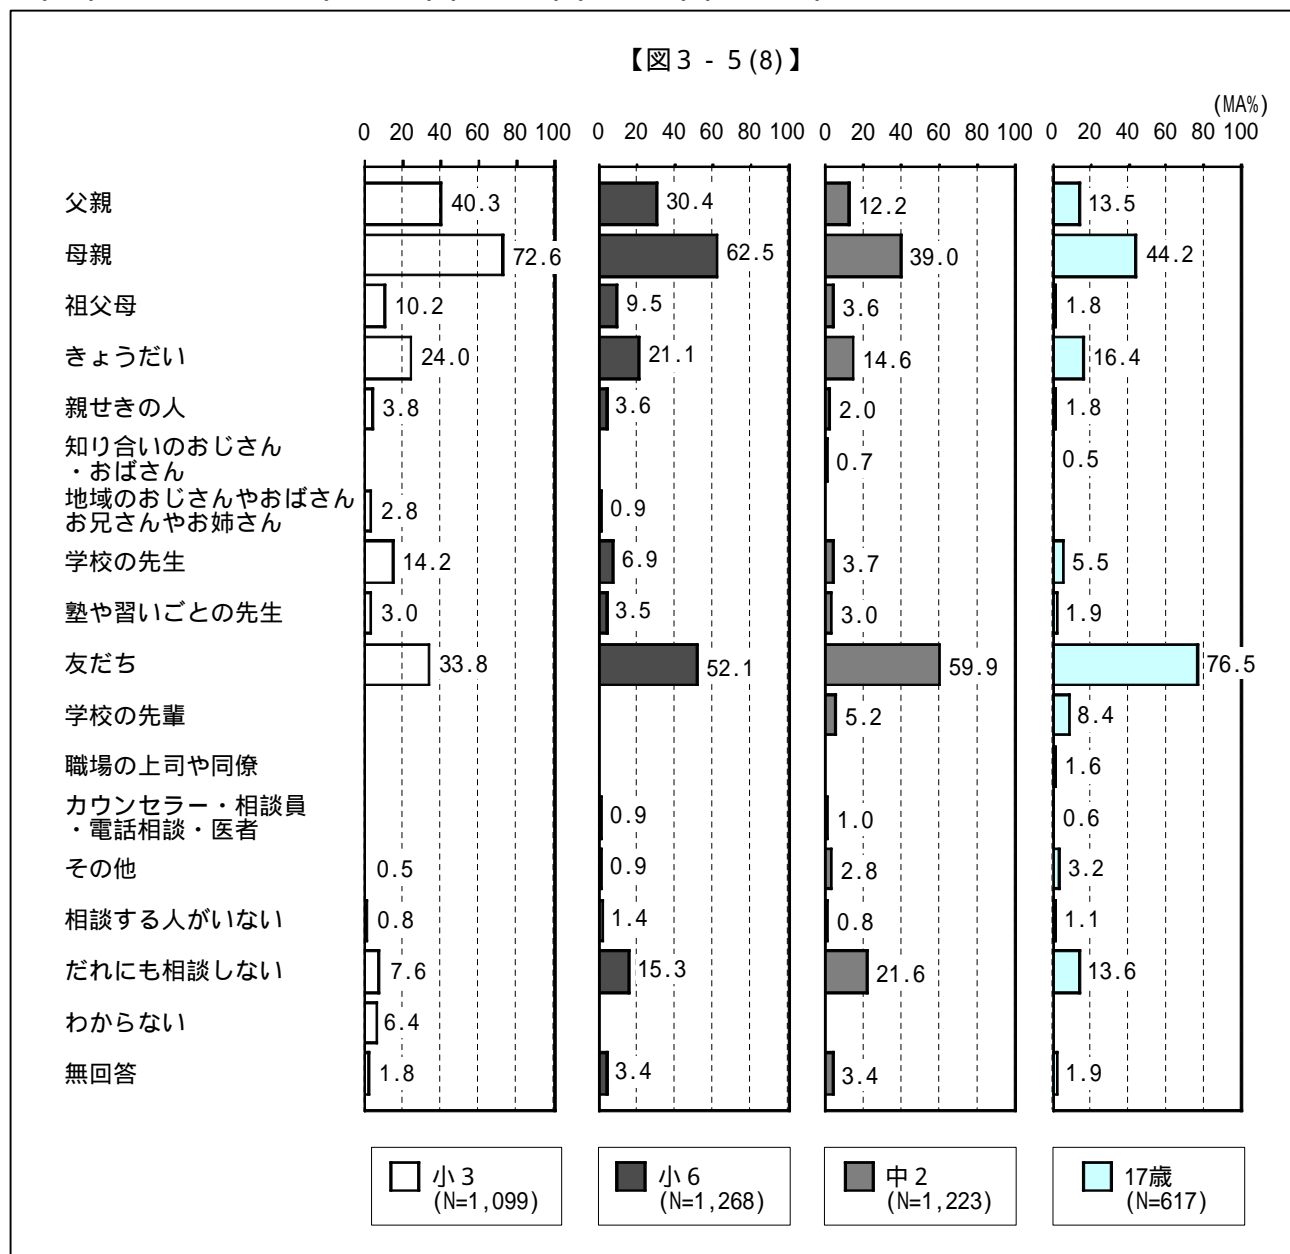 【図3-5(8)】
(MA%)
0 20 40 60 80 100 0 20 40 60 80 100 0 20 40 60 80 100 0 20 40 60 80 100
父親 40.3 30.4 12.2 13.5
母親 72.6 62.5 39.0 44.2
祖父母 10.2 9.5 3.6 1.8
きょうだい 24.0 21.1 14.6 16.4
親せきの人 3.8 3.6 2.0 1.8
知り合いのおじさん
・おばさん 0.7 0.5
地域のおじさんやおばさん
お兄さんやお姉さん 2.8 0.9
学校の先生 14.2 6.9 3.7 5.5
塾や習いごとの先生 3.0 3.5 3.0 1.9
友だち 33.8 52.1 59.9 76.5
学校の先輩 5.2 8.4
職場の上司や同僚 1.6
カウンセラー・相談員
・電話相談・医者 0.9 1.0 0.6
その他 0.5 0.9 2.8 3.2
相談する人がいない 0.8 1.4 0.8 1.1
だれにも相談しない 7.6 15.3 21.6 13.6
わからない 6.4
無回答 1.8 3.4 3.4 1.9
小3 小6 中2 17歳
(N=1,099) (N=1,268) (N=1,223) (N=617)